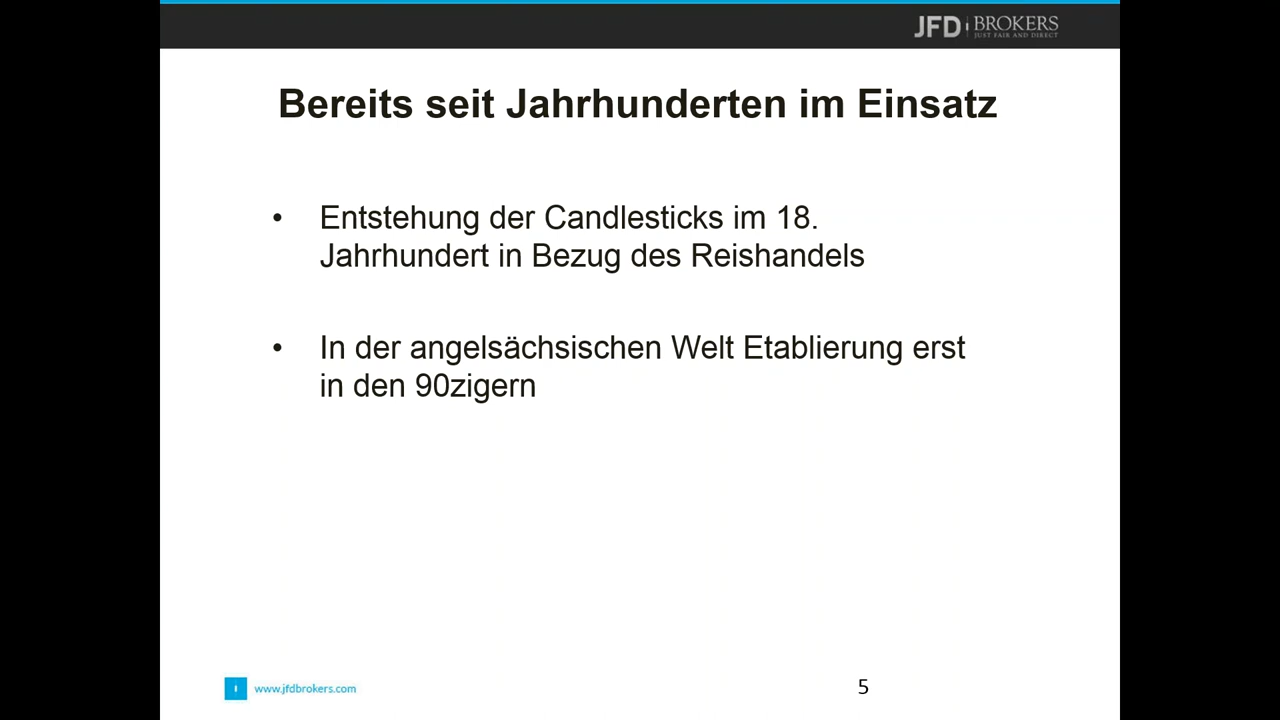 JFD BROKERS
JUST FAIR AND DIRECT
Bereits seit Jahrhunderten im Einsatz
• Entstehung der Candlesticks im 18.
Jahrhundert in Bezug des Reishandels
• In der angelsächsischen Welt Etablierung erst
in den 90zigern
www.jfdbrokers.com
5